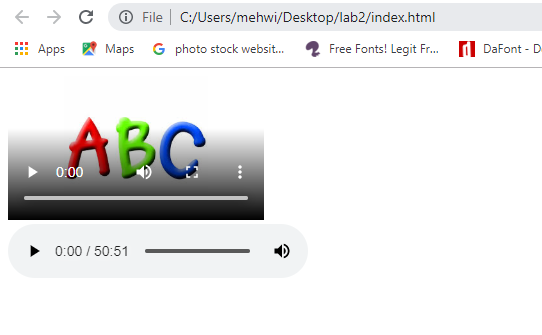 File | C:/Users/mehwi/Desktop/lab2/index.html
Apps Maps photo stock websit... Free Fonts! Legit Fr... DaFont - D
ABC
0:00
0:00 / 50:51